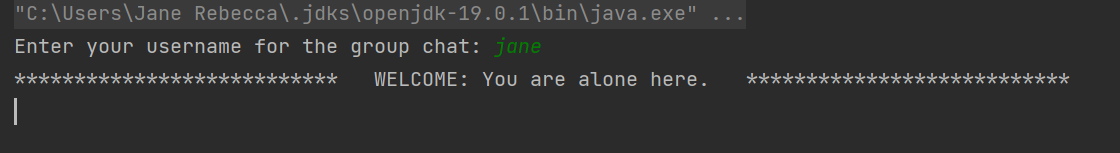 "C:\Users\Jane Rebecca\.jdks\openjdk-19.0.1\bin\java.exe" ...
Enter your username for the group chat: jane
***************************   WELCOME: You are alone here.   ***************************